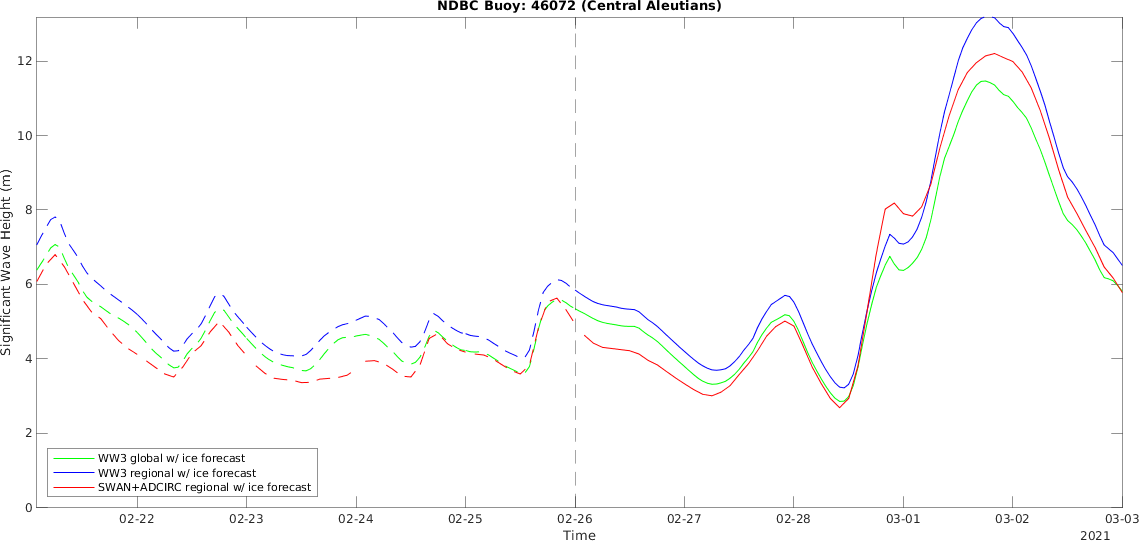 NDBC Buoy: 46072 (Central Aleutians)
Significant Wave Height (m)
12
10
8
6
4
2
0
WW3 global w/ ice forecast
WW3 regional w/ ice forecast
SWAN+ADCIRC regional w/ ice forecast
02-22 02-23 02-24 02-25 02-26 02-27 02-28 03-01 03-02 03-03
Time
2021